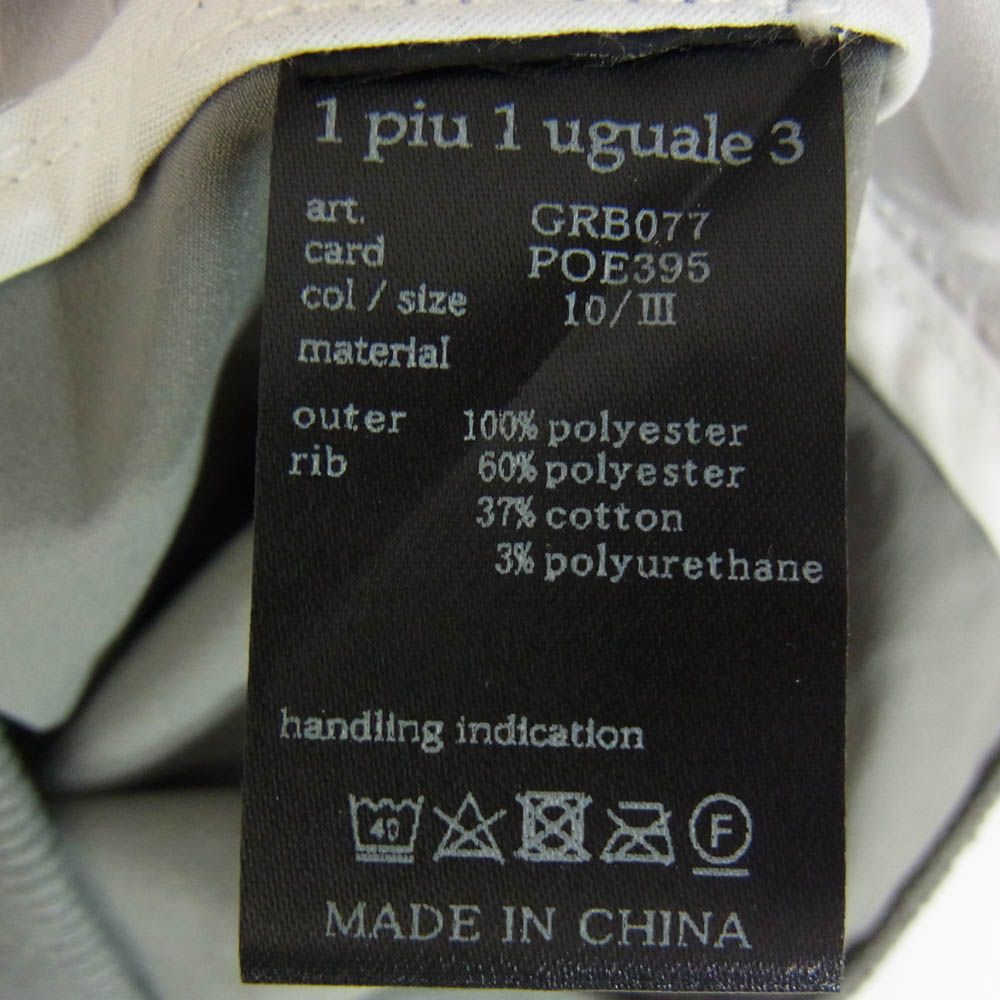 1 piu 1 uguale 3
art. GRB077
card POE395
col / size 10/Ⅲ
material
outer 100% polyester
rib 60% polyester
37% cotton
3% polyurethane
handling indication
40 F
MADE IN CHINA